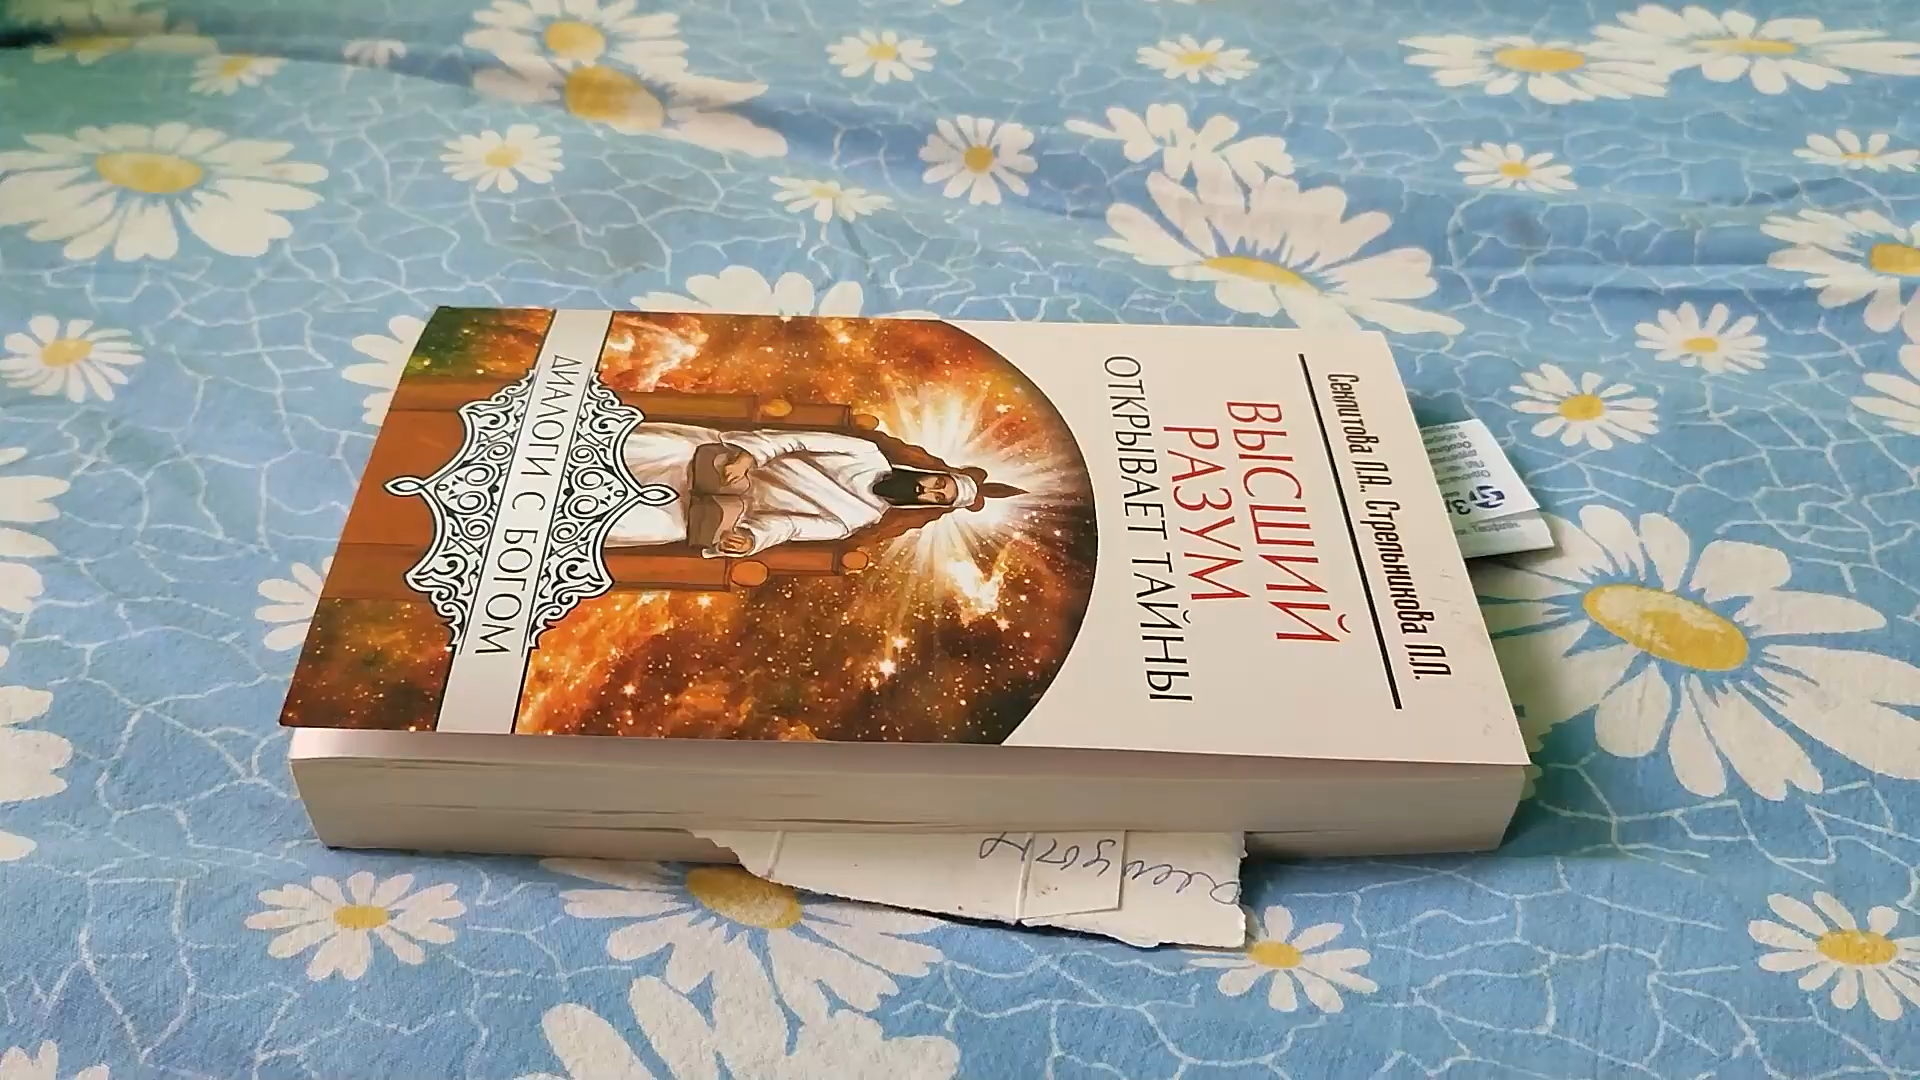 Секлитова Л.А., Стрельникова Л.Л.
ВЫСШИЙ
РАЗУМ
ОТКРЫВАЕТ ТАЙНЫ
ДИАЛОГИ С БОГОМ